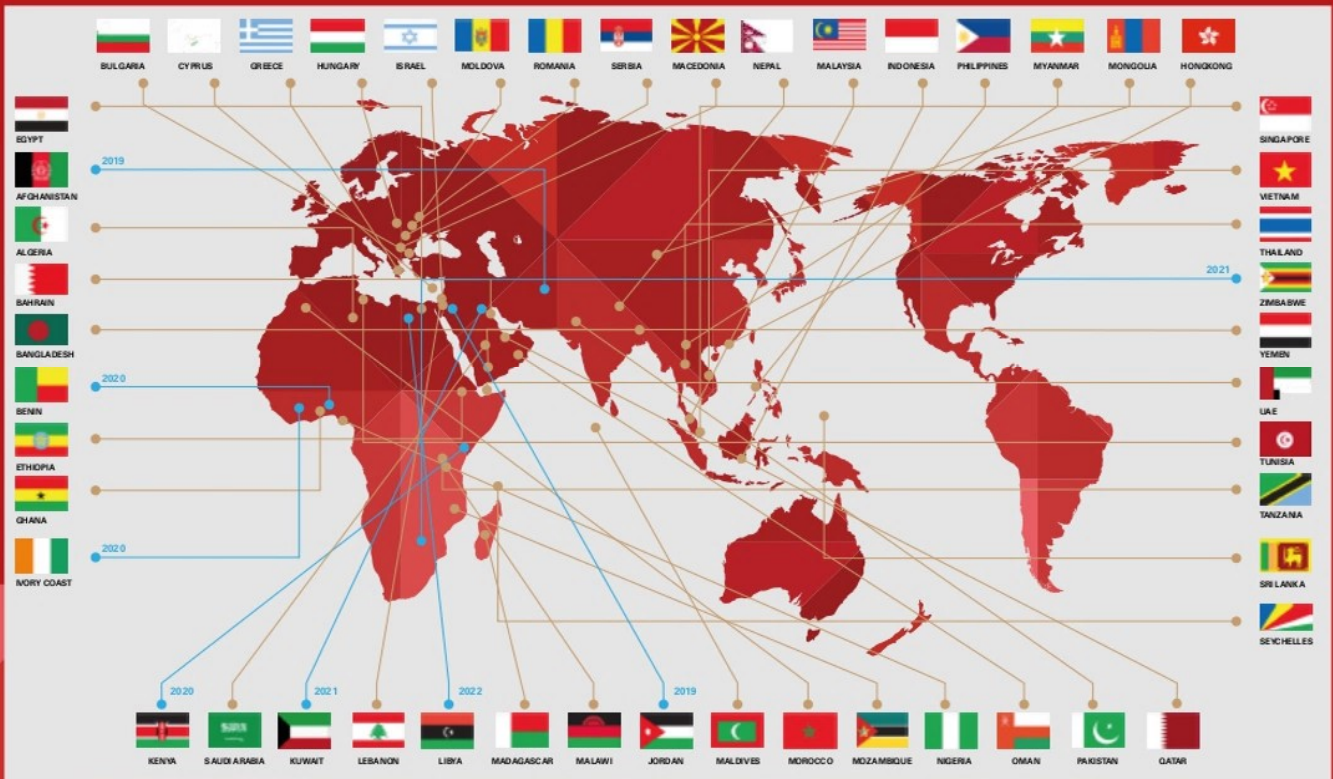 BULGARIA CYPRUS GREECE HUNGARY ISRAEL MOLDOVA ROMANIA SERBIA MACEDONIA NEPAL MALAYSIA INDONESIA PHILIPPINES MYANMAR MONGOLIA HONGKONG
EGYPT
2019
AFGHANISTAN
ALGERIA
BAHRAIN
BANGLADESH
2020
BENIN
ETHIOPIA
GHANA
2020
IVORY COAST
SINGAPORE
VIETNAM
THAILAND
2021
ZIMBABWE
YEMEN
UAE
TUNISIA
TANZANIA
SRI LANKA
SEYCHELLES
2020 2021 2022 2019
KENYA SAUDI ARABIA KUWAIT LEBANON LIBYA MADAGASCAR MALAWI JORDAN MALDIVES MOROCCO MOZAMBIQUE NIGERIA OMAN PAKISTAN QATAR